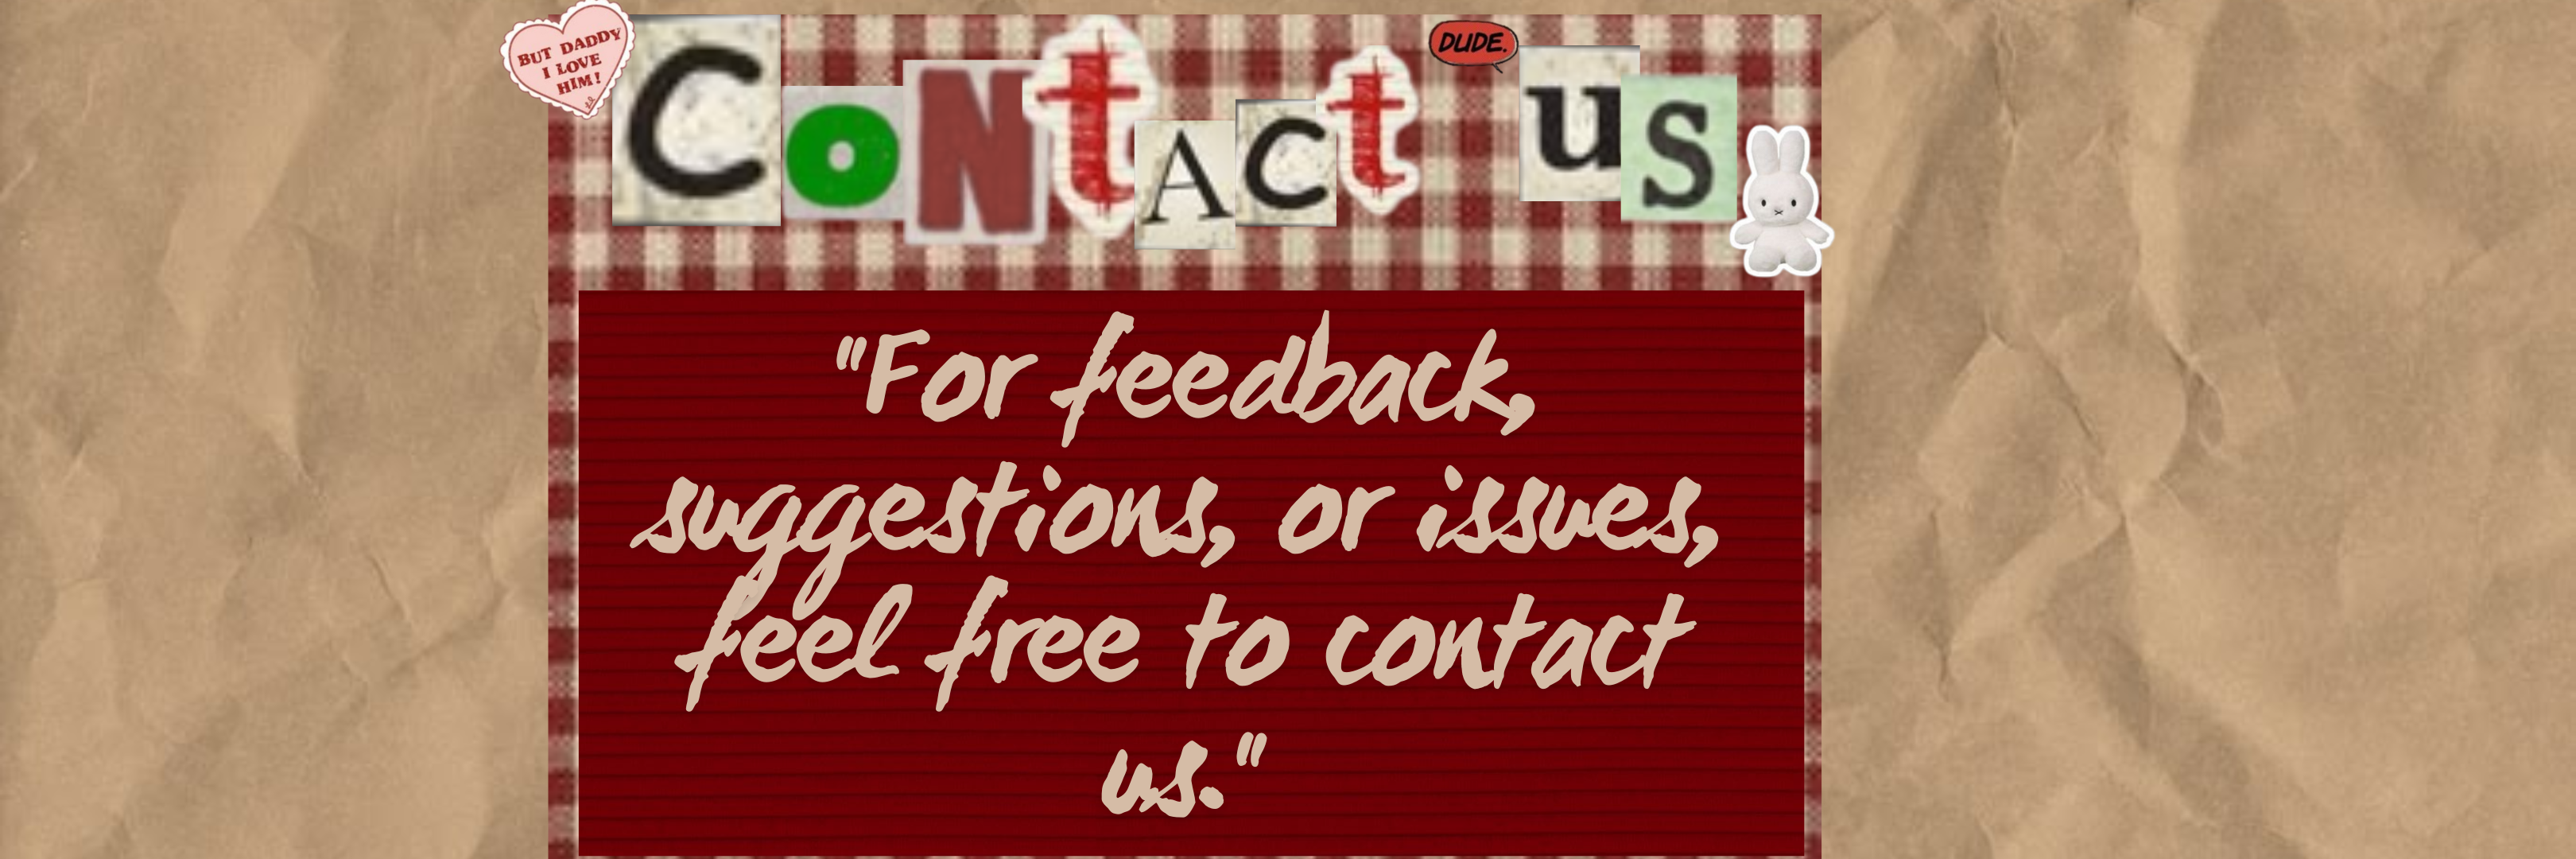 BUT DADDY
I LOVE
HIM!
CoNtAct us
DUDE.
"For feedback,
suggestions, or issues,
feel free to contact
us."